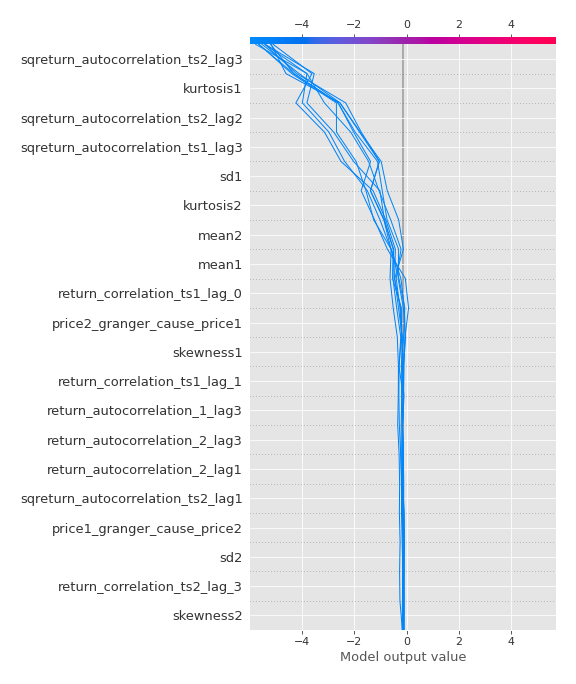 −4 −2 0 2 4
sqreturn_autocorrelation_ts2_lag3
kurtosis1
sqreturn_autocorrelation_ts2_lag2
sqreturn_autocorrelation_ts1_lag3
sd1
kurtosis2
mean2
mean1
return_correlation_ts1_lag_0
price2_granger_cause_price1
skewness1
return_correlation_ts1_lag_1
return_autocorrelation_1_lag3
return_autocorrelation_2_lag3
return_autocorrelation_2_lag1
sqreturn_autocorrelation_ts2_lag1
price1_granger_cause_price2
sd2
return_correlation_ts2_lag_3
skewness2
−4 −2 0 2 4
Model output value